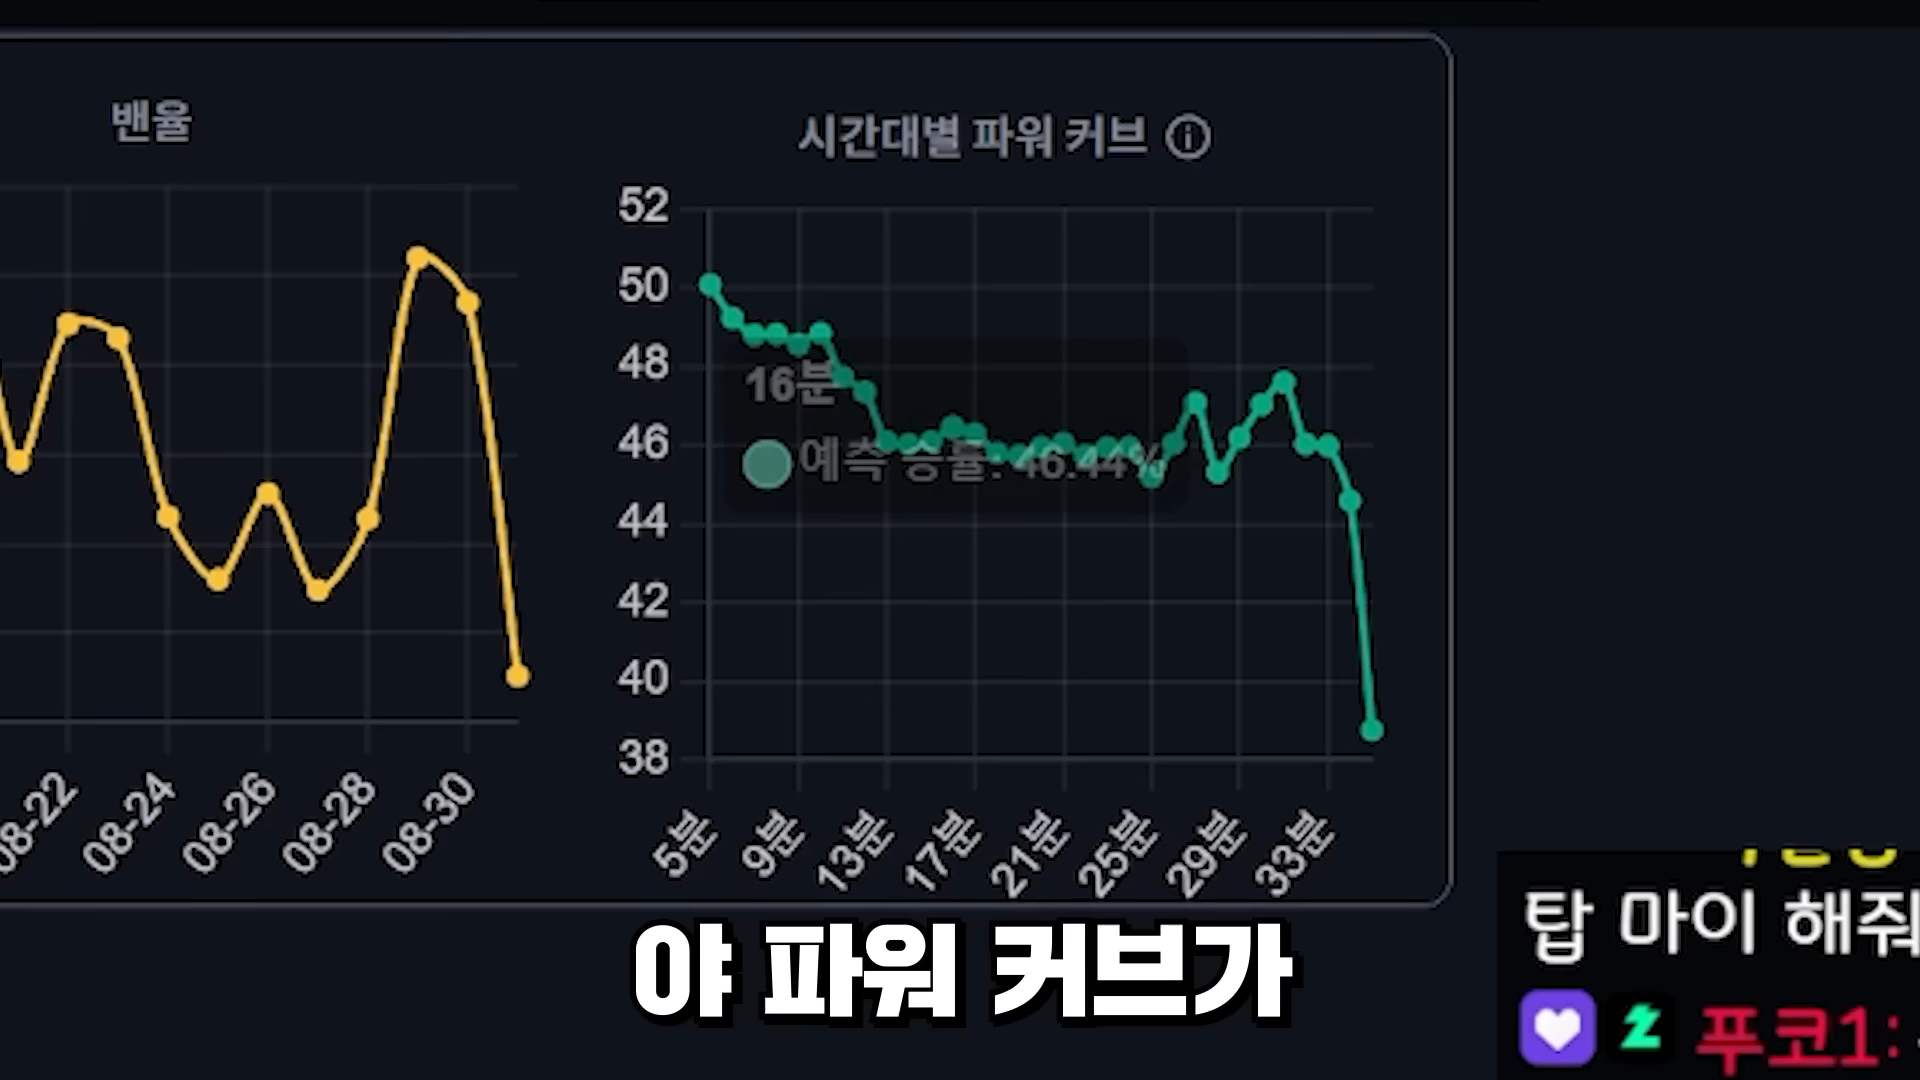 밴율
시간대별 파워 커브
52
50
48
46
44
42
40
38
16분
예측 승률: 46.44%
08-22
08-24
08-26
08-28
08-30
5분
9분
13분
17분
21분
25분
29분
33분
야 파워 커브가
탑 마이 해줘
푸코1: